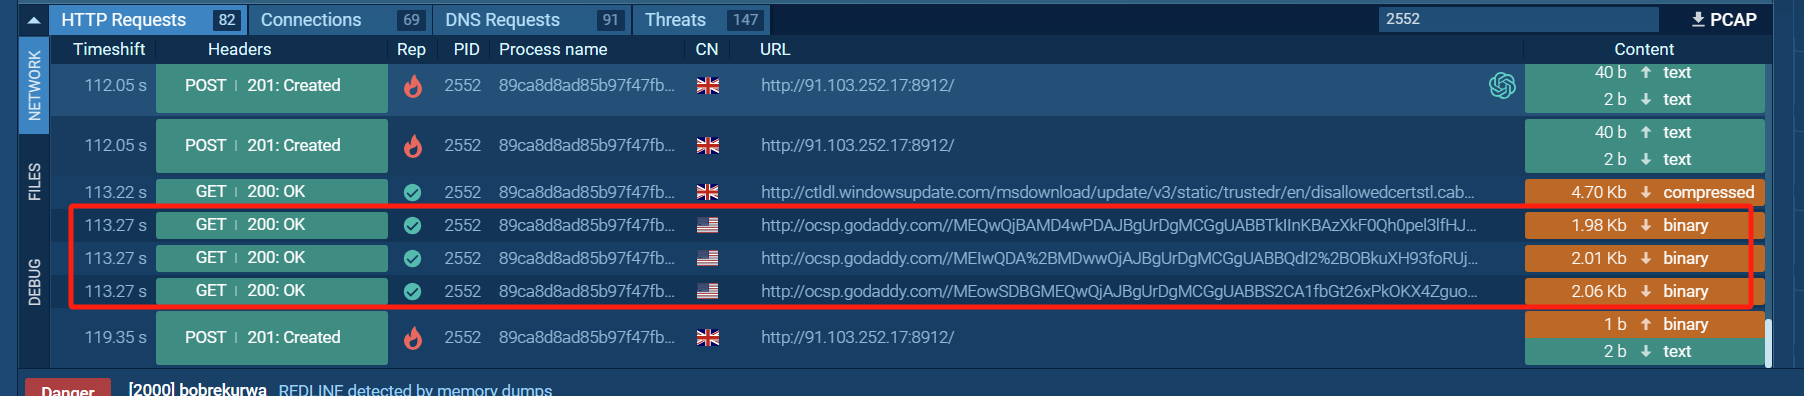 HTTP Requests 82 Connections 69 DNS Requests 91 Threats 147 2552 PCAP
NETWORK
FILES
DEBUG
Timeshift Headers Rep PID Process name CN URL Content
112.05 s POST | 201: Created 2552 89ca8d8ad85b97f47fb... http://91.103.252.17:8912/ 40 b text
2 b text
112.05 s POST | 201: Created 2552 89ca8d8ad85b97f47fb... http://91.103.252.17:8912/ 40 b text
2 b text
113.22 s GET | 200: OK 2552 89ca8d8ad85b97f47fb... http://ctldl.windowsupdate.com/msdownload/update/v3/static/trustedr/en/disallowedcertstl.cab... 4.70 Kb compressed
113.27 s GET | 200: OK 2552 89ca8d8ad85b97f47fb... http://ocsp.godaddy.com//MEQwQjBAMD4wPDAJBgUrDgMCGgUABBTkIInKBAzXkF0Qh0pel3lfHJ... 1.98 Kb binary
113.27 s GET | 200: OK 2552 89ca8d8ad85b97f47fb... http://ocsp.godaddy.com//MEIwQDA%2BMDwwOjAJBgUrDgMCGgUABBQdI2%2BOBkuXH93foRUj... 2.01 Kb binary
113.27 s GET | 200: OK 2552 89ca8d8ad85b97f47fb... http://ocsp.godaddy.com//MEowSDBGMEQwQjAJBgUrDgMCGgUABBS2CA1fbGt26xPkOKX4Zguo... 2.06 Kb binary
119.35 s POST | 201: Created 2552 89ca8d8ad85b97f47fb... http://91.103.252.17:8912/ 1 b binary
2 b text
Danger [2000] bobrekurwa REDLINE detected by memory dumps